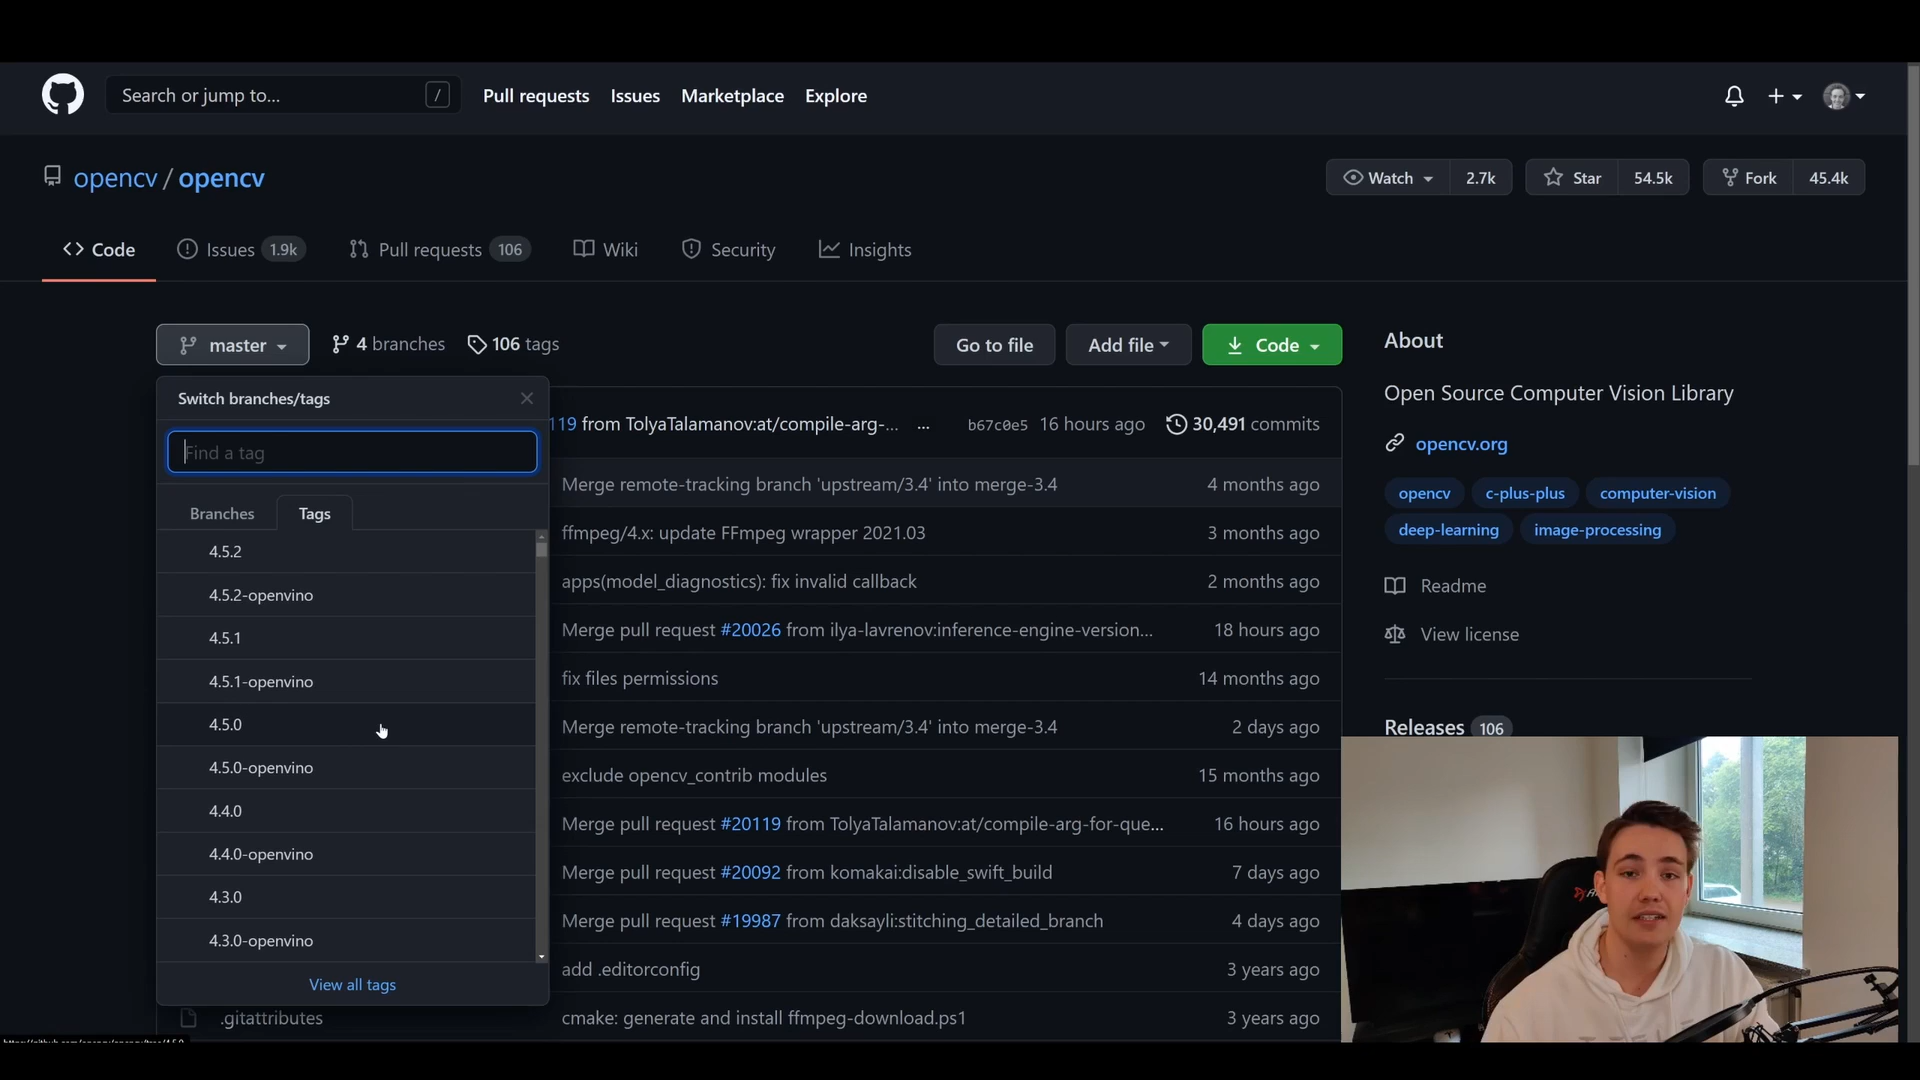 Search or jump to... / Pull requests Issues Marketplace Explore
opencv / opencv Watch 2.7k Star 54.5k Fork 45.4k
Code Issues 1.9k Pull requests 106 Wiki Security Insights
master 4 branches 106 tags Go to file Add file Code About
Switch branches/tags
Open Source Computer Vision Library
119 from TolyaTalamanov:at/compile-arg-... ... b67c0e5 16 hours ago 30,491 commits
opencv.org
Find a tag
Merge remote-tracking branch 'upstream/3.4' into merge-3.4 4 months ago
opencv c-plus-plus computer-vision
Branches Tags
ffmpeg/4.x: update FFmpeg wrapper 2021.03 3 months ago
deep-learning image-processing
4.5.2
apps(model_diagnostics): fix invalid callback 2 months ago
Readme
4.5.2-openvino
4.5.1
Merge pull request #20026 from ilya-lavrenov:inference-engine-version... 18 hours ago
View license
4.5.1-openvino
fix files permissions 14 months ago
4.5.0
Merge remote-tracking branch 'upstream/3.4' into merge-3.4 2 days ago
Releases 106
4.5.0-openvino
exclude opencv_contrib modules 15 months ago
4.4.0
Merge pull request #20119 from TolyaTalamanov:at/compile-arg-for-que... 16 hours ago
4.4.0-openvino
Merge pull request #20092 from komakai:disable_swift_build 7 days ago
4.3.0
Merge pull request #19987 from daksayli:stitching_detailed_branch 4 days ago
4.3.0-openvino
add .editorconfig 3 years ago
View all tags
.gitattributes cmake: generate and install ffmpeg-download.ps1 3 years ago